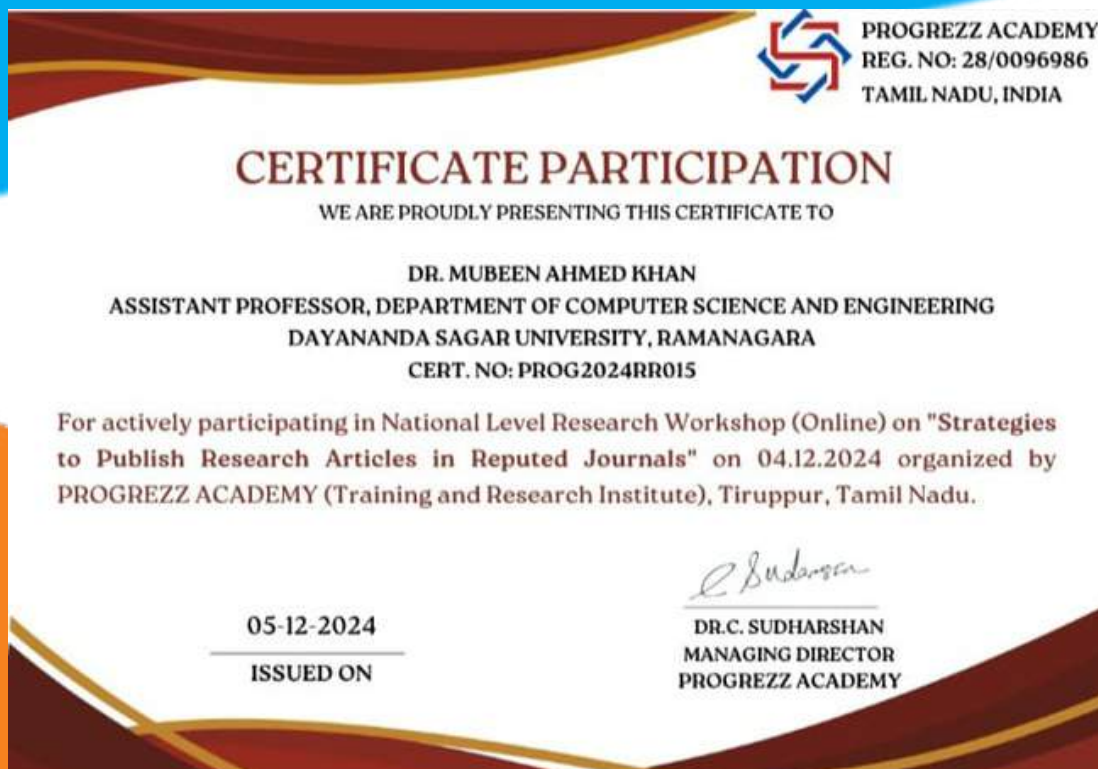 PROGREZZ ACADEMY
REG. NO: 28/0096986
TAMIL NADU, INDIA
CERTIFICATE PARTICIPATION
WE ARE PROUDLY PRESENTING THIS CERTIFICATE TO
DR. MUBEEN AHMED KHAN
ASSISTANT PROFESSOR, DEPARTMENT OF COMPUTER SCIENCE AND ENGINEERING
DAYANANDA SAGAR UNIVERSITY, RAMANAGARA
CERT. NO: PROG2024RR015
For actively participating in National Level Research Workshop (Online) on "Strategies
to Publish Research Articles in Reputed Journals" on 04.12.2024 organized by
PROGREZZ ACADEMY (Training and Research Institute), Tiruppur, Tamil Nadu.
05-12-2024
ISSUED ON
DR.C. SUDHARSHAN
MANAGING DIRECTOR
PROGREZZ ACADEMY